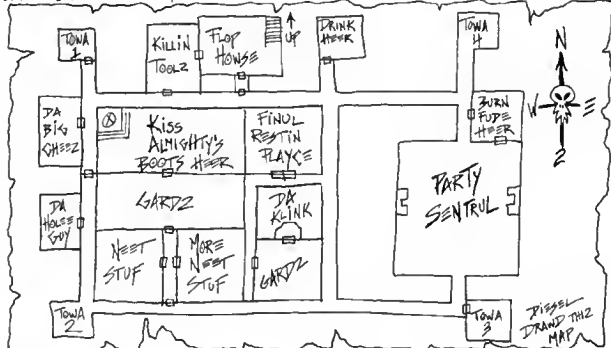 TOWA
1
KILLIN
TOOLZ
FLOP
HOWSE
UP
DRINK
HEER
TOWA
4
N
W
E
Z
DA
BIG
CHEEZ
X
KISS
ALMIGHTY'S
BOOTS HEER
FINUL
RESTIN
PLAYCE
BURN
FUDE
HEER
DA
HOLEE
GUY
GARDZ
DA
KLINK
PARTY
SENTRUL
NEET
STUF
MORE
NEET
STUF
GARDZ
TOWA
2
TOWA
3
DIESEL
DRAWD THIZ
MAP